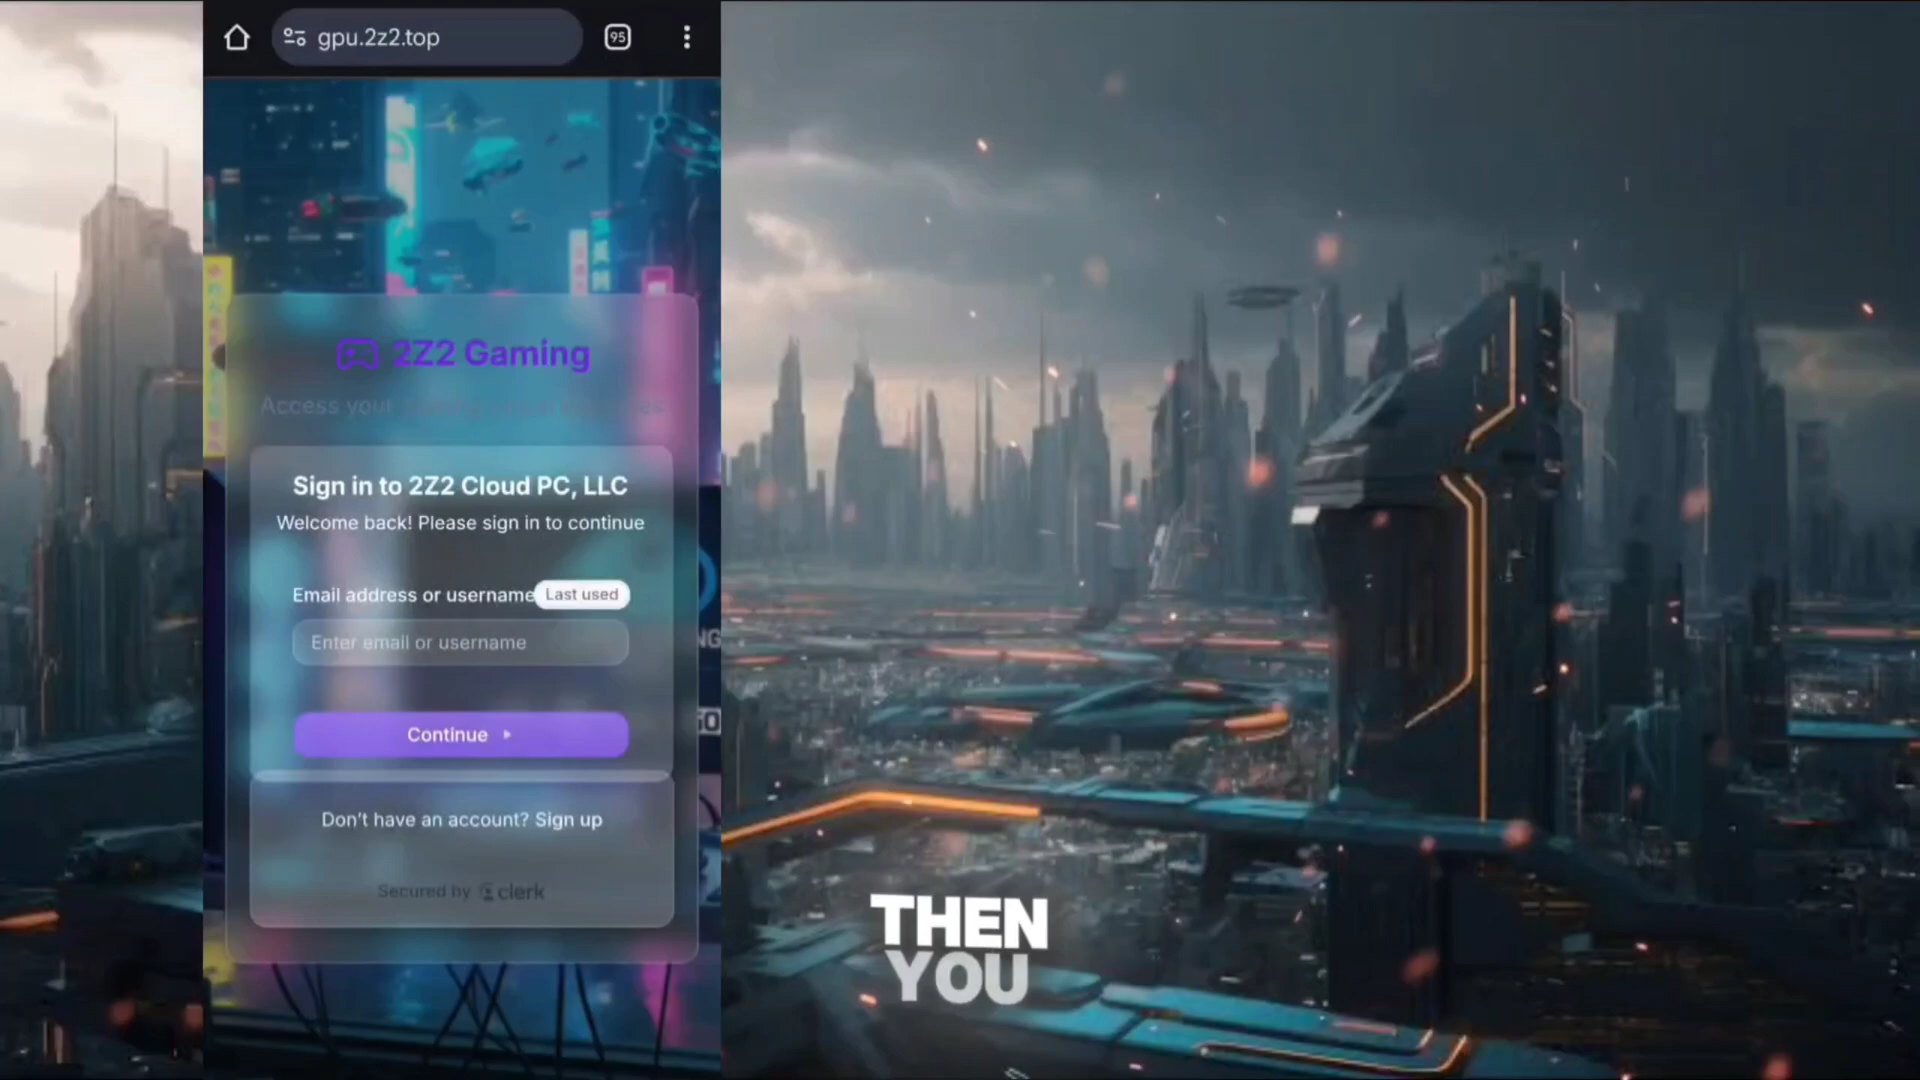 95
gpu.2z2.top
2Z2 Gaming
Access your
Sign in to 2Z2 Cloud PC, LLC
Welcome back! Please sign in to continue
Email address or username
Last used
Enter email or username
Continue
Don't have an account? Sign up
Secured by clerk
THEN
YOU